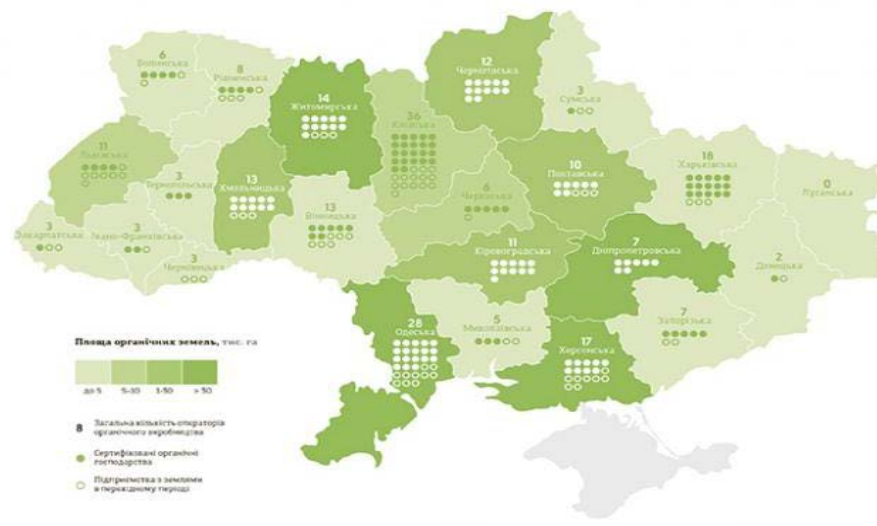 6
Волинська
8
Рівненська
14
Житомирська
36
Київська
12
Чернігівська
3
Сумська
11
Львівська
3
Тернопільська
13
Хмельницька
13
Вінницька
6
Черкаська
10
Полтавська
18
Харківська
0
Луганська
3
Закарпатська
3
Івано-Франківська
3
Чернівецька
11
Кіровоградська
7
Дніпропетровська
2
Донецька
28
Одеська
5
Миколаївська
17
Херсонська
7
Запорізька
Площа органічних земель, тис. га
до 5
5-10
1-50
> 50
8 Загальна кількість операторів
органічного виробництва
Сертифіковані органічні
господарства
Підприємства з землями
в перехідному періоді